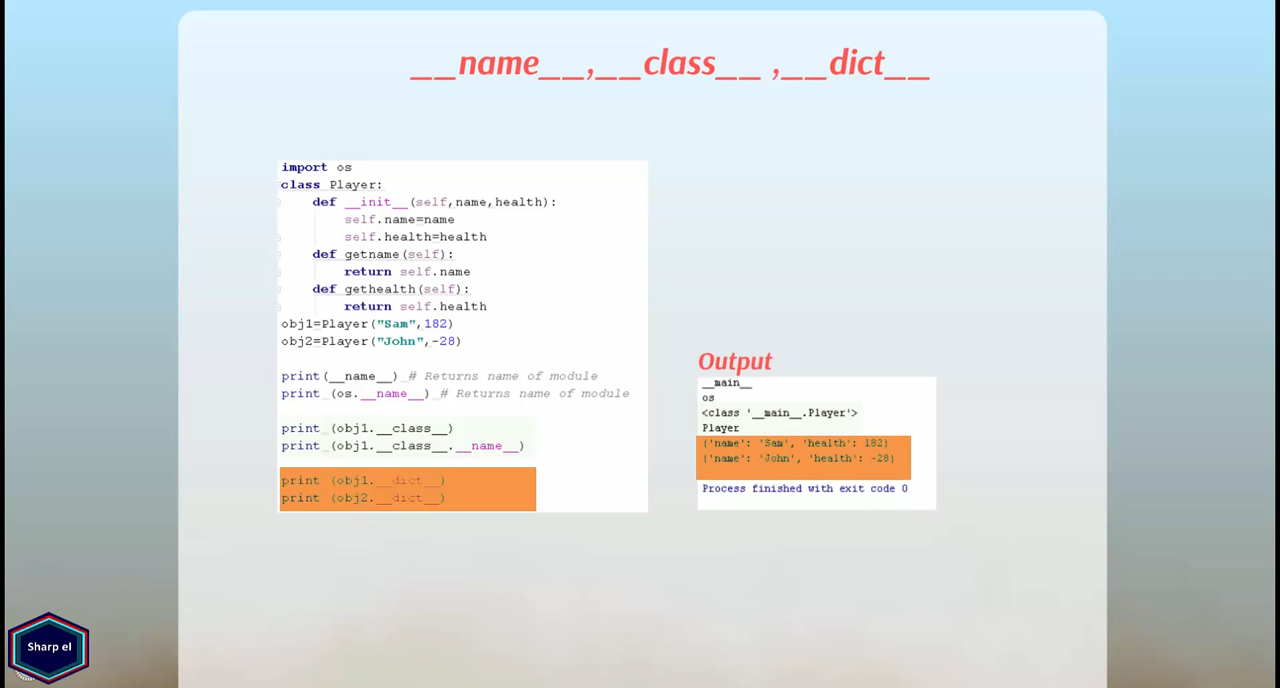 __name__,__class__ ,__dict__
import os
class Player:
def __init__(self,name,health):
self.name=name
self.health=health
def getname(self):
return self.name
def gethealth(self):
return self.health
obj1=Player("Sam",182)
obj2=Player("John",-28)
print(__name__) # Returns name of module
print (os.__name__) # Returns name of module
print (obj1.__class__)
print (obj1.__class__.__name__)
print (obj1.__dict__)
print (obj2.__dict__)
Output
__main__
os
<class '__main__.Player'>
Player
{'name': 'Sam', 'health': 182}
{'name': 'John', 'health': -28}
Process finished with exit code 0
Sharp el